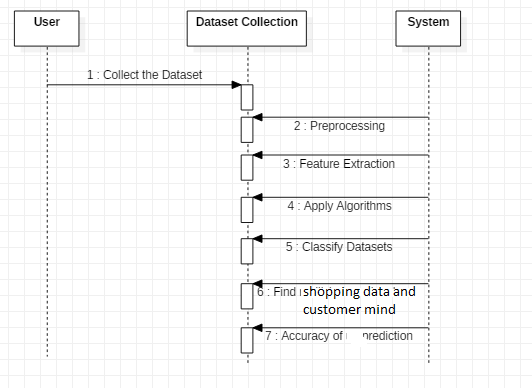 User
Dataset Collection
System
1 : Collect the Dataset
2 : Preprocessing
3 : Feature Extraction
4 : Apply Algorithms
5 : Classify Datasets
6 : Find shopping data and
customer mind
7 : Accuracy of prediction